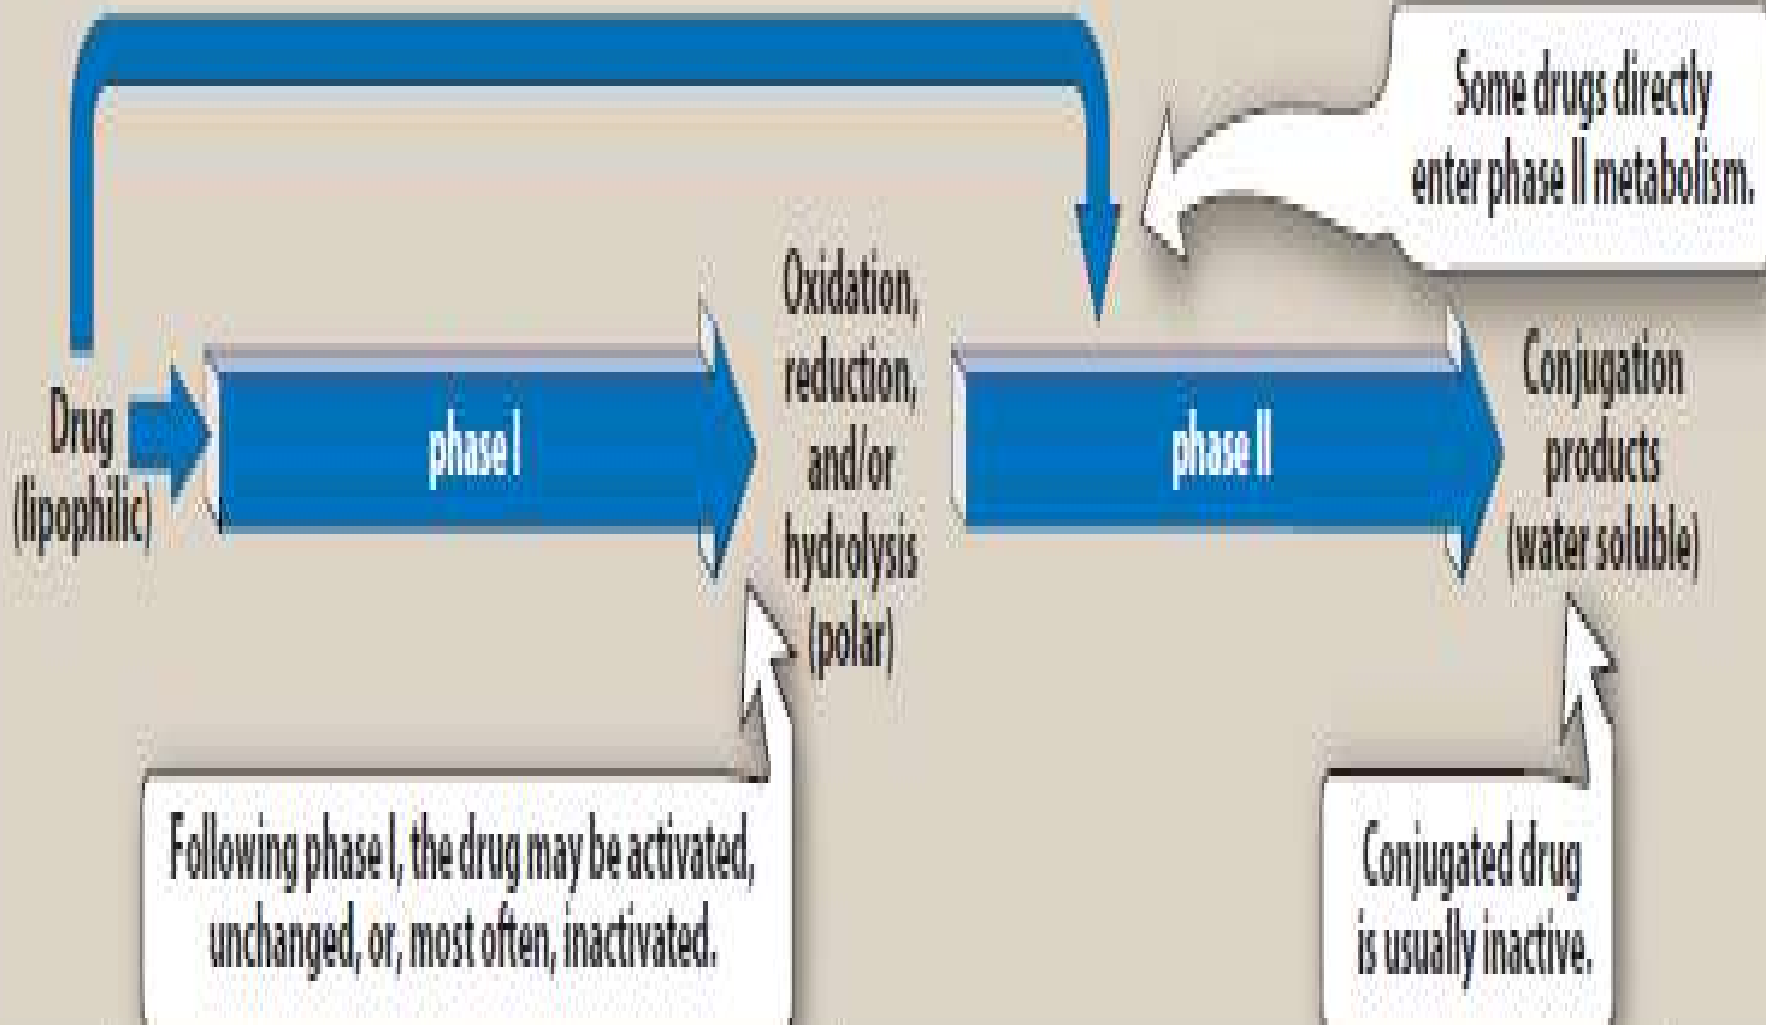 Some drugs directly
enter phase II metabolism.
Drug
(lipophilic)
phase I
Oxidation,
reduction,
and/or
hydrolysis
(polar)
phase II
Conjugation
products
(water soluble)
Following phase I, the drug may be activated,
unchanged, or, most often, inactivated.
Conjugated drug
is usually inactive.